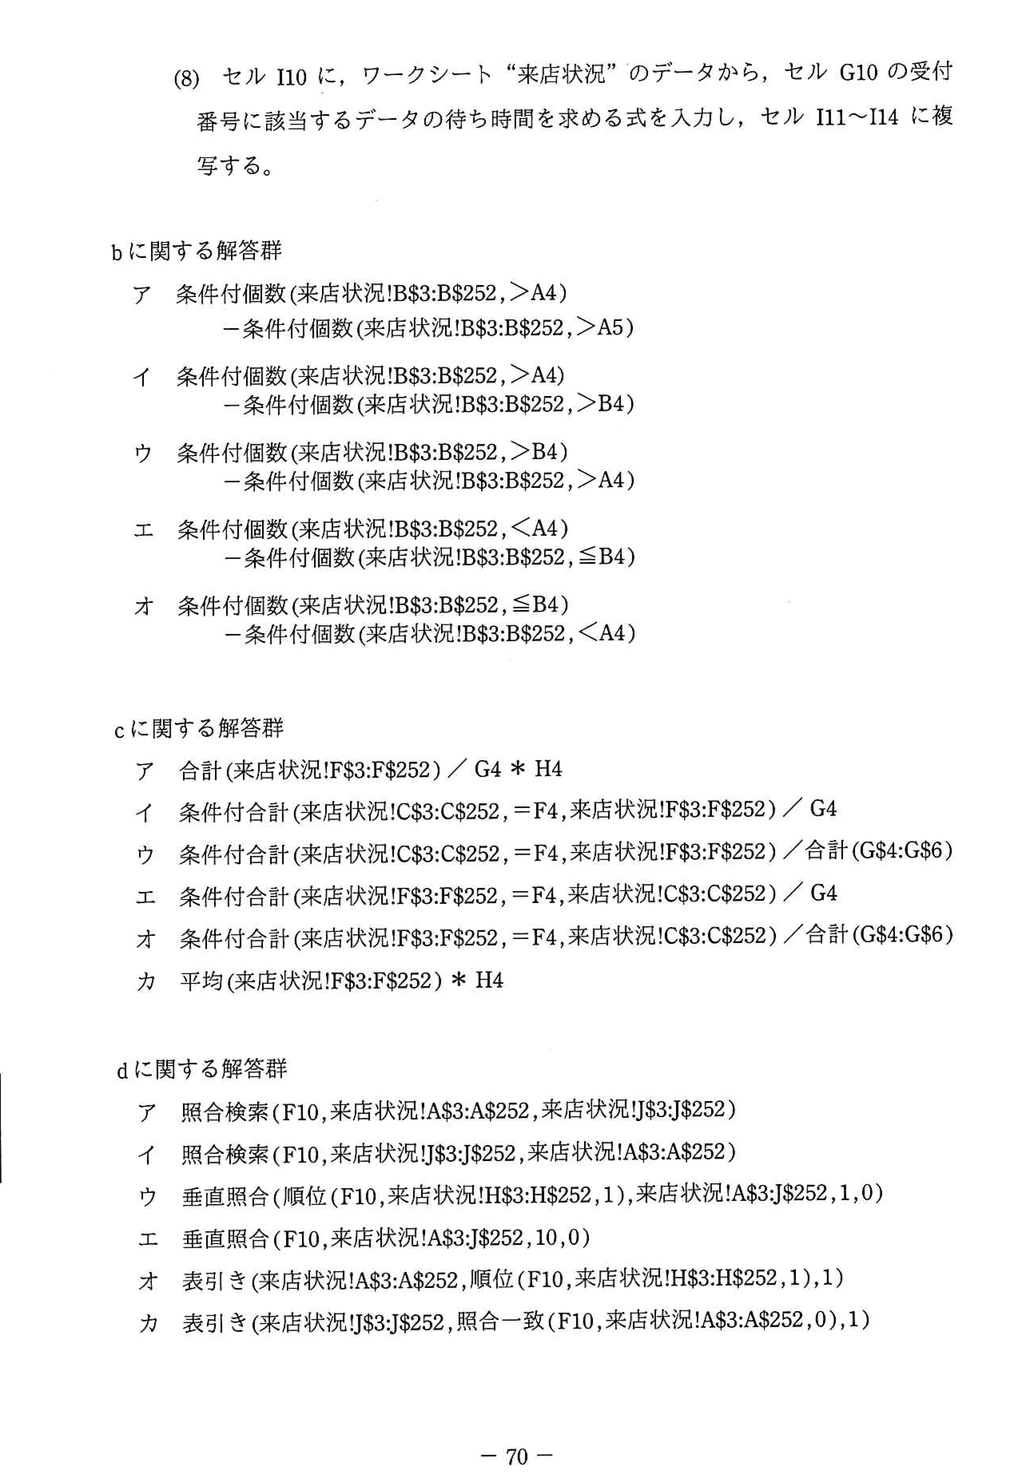 (8) セル I10 に，ワークシート “来店状況” のデータから，セル G10 の受付
番号に該当するデータの待ち時間を求める式を入力し，セル I11～I14 に複
写する。
b に関する解答群
ア 条件付個数(来店状況!B$3:B$252,＞A4)
－条件付個数(来店状況!B$3:B$252,＞A5)
イ 条件付個数(来店状況!B$3:B$252,＞A4)
－条件付個数(来店状況!B$3:B$252,＞B4)
ウ 条件付個数(来店状況!B$3:B$252,＞B4)
－条件付個数(来店状況!B$3:B$252,＞A4)
エ 条件付個数(来店状況!B$3:B$252,＜A4)
－条件付個数(来店状況!B$3:B$252,≦B4)
オ 条件付個数(来店状況!B$3:B$252,≦B4)
－条件付個数(来店状況!B$3:B$252,＜A4)
c に関する解答群
ア 合計(来店状況!F$3:F$252)／ G4 * H4
イ 条件付合計(来店状況!C$3:C$252,＝F4,来店状況!F$3:F$252)／ G4
ウ 条件付合計(来店状況!C$3:C$252,＝F4,来店状況!F$3:F$252)／合計(G$4:G$6)
エ 条件付合計(来店状況!F$3:F$252,＝F4,来店状況!C$3:C$252)／ G4
オ 条件付合計(来店状況!F$3:F$252,＝F4,来店状況!C$3:C$252)／合計(G$4:G$6)
カ 平均(来店状況!F$3:F$252) * H4
d に関する解答群
ア 照合検索(F10,来店状況!A$3:A$252,来店状況!J$3:J$252)
イ 照合検索(F10,来店状況!J$3:J$252,来店状況!A$3:A$252)
ウ 垂直照合(順位(F10,来店状況!H$3:H$252,1),来店状況!A$3:J$252,1,0)
エ 垂直照合(F10,来店状況!A$3:J$252,10,0)
オ 表引き(来店状況!A$3:A$252,順位(F10,来店状況!H$3:H$252,1),1)
カ 表引き(来店状況!J$3:J$252,照合一致(F10,来店状況!A$3:A$252,0),1)
－ 70 －